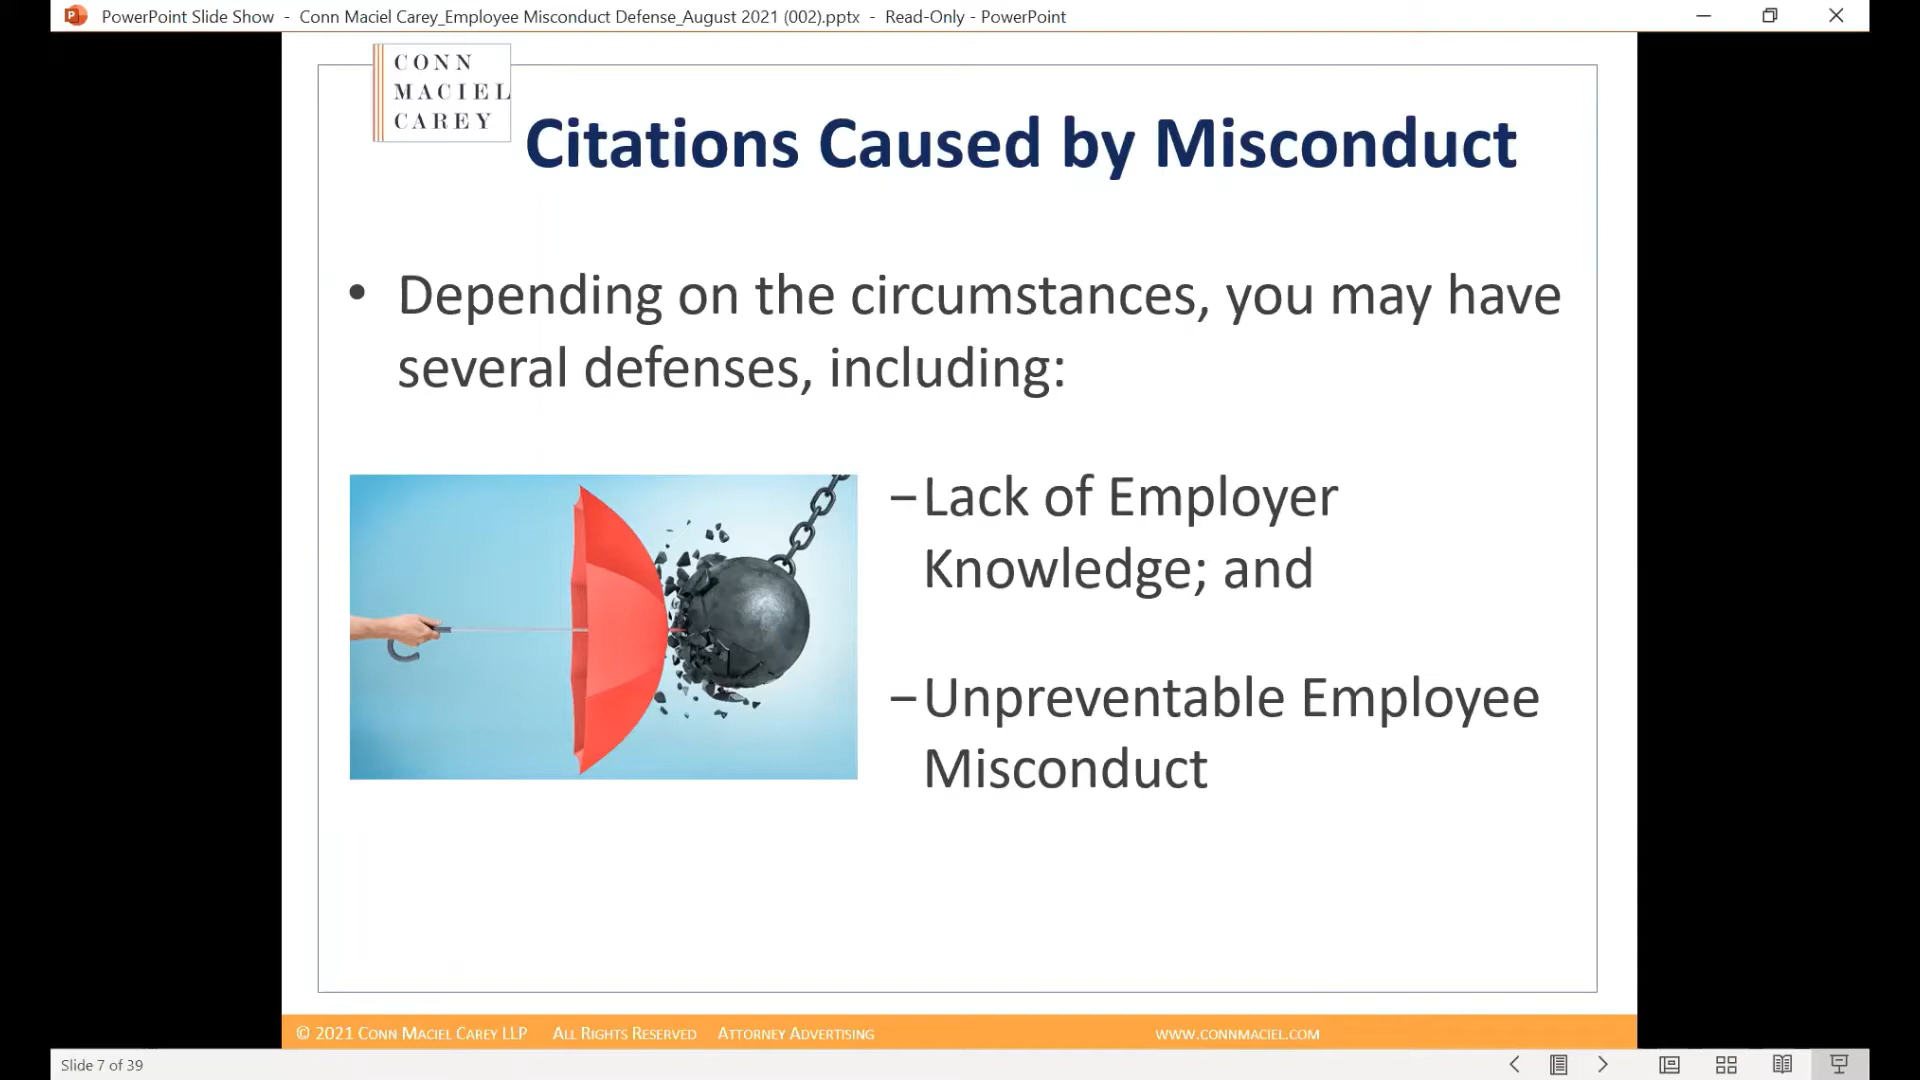 PowerPoint Slide Show - Conn Maciel Carey_Employee Misconduct Defense_August 2021 (002).pptx - Read-Only - PowerPoint
CONN
MACIEL
CAREY
Citations Caused by Misconduct
• Depending on the circumstances, you may have
several defenses, including:
–Lack of Employer
Knowledge; and
–Unpreventable Employee
Misconduct
© 2021 CONN MACIEL CAREY LLP ALL RIGHTS RESERVED ATTORNEY ADVERTISING WWW.CONNMACIEL.COM
Slide 7 of 39